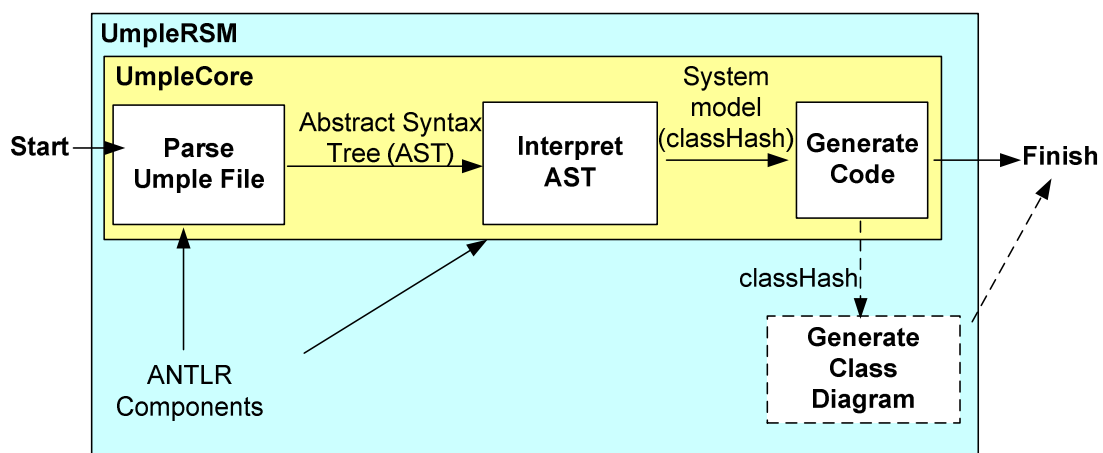 UmpleRSM
UmpleCore
Start
Parse
Umple File
Abstract Syntax
Tree (AST)
Interpret
AST
System
model
(classHash)
Generate
Code
Finish
classHash
Generate
Class
Diagram
ANTLR
Components